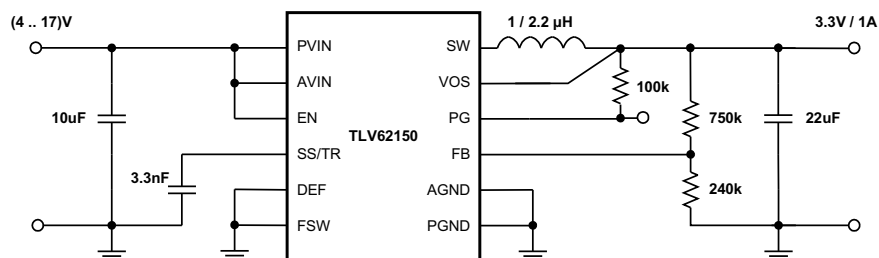 (4 .. 17)V
1 / 2.2 µH
3.3V / 1A
PVIN
SW
AVIN
VOS
100k
10uF
EN
PG
750k
22uF
TLV62150
SS/TR
FB
3.3nF
DEF
AGND
240k
FSW
PGND